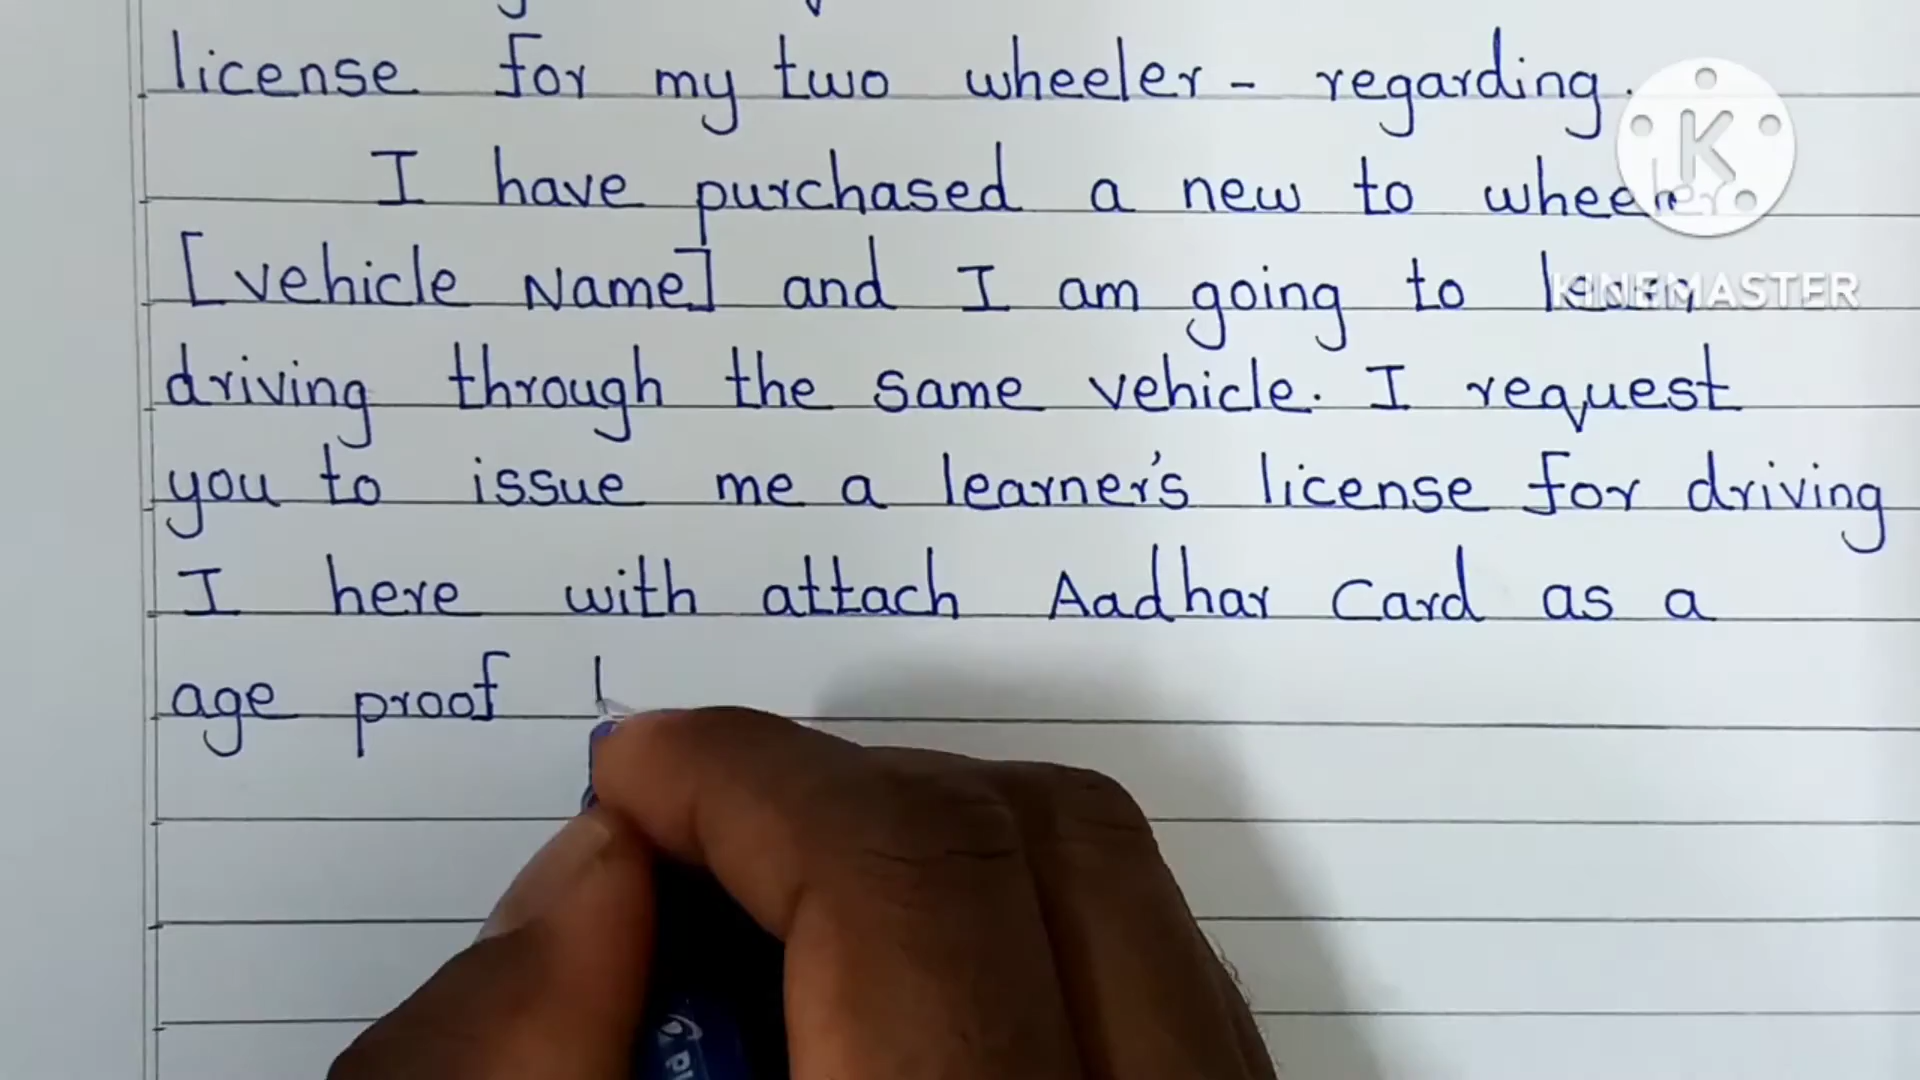 license for my two wheeler - regarding.
I have purchased a new to wheeler
[vehicle Name] and I am going to learn
driving through the same vehicle. I request
you to issue me a learner's license for driving
I here with attach Aadhar Card as a
age proof
K
KINEMASTER